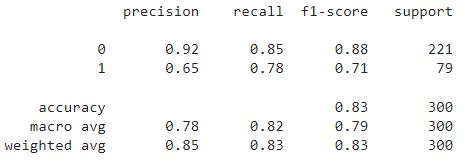 precision recall f1-score support
0 0.92 0.85 0.88 221
1 0.65 0.78 0.71 79
accuracy 0.83 300
macro avg 0.78 0.82 0.79 300
weighted avg 0.85 0.83 0.83 300